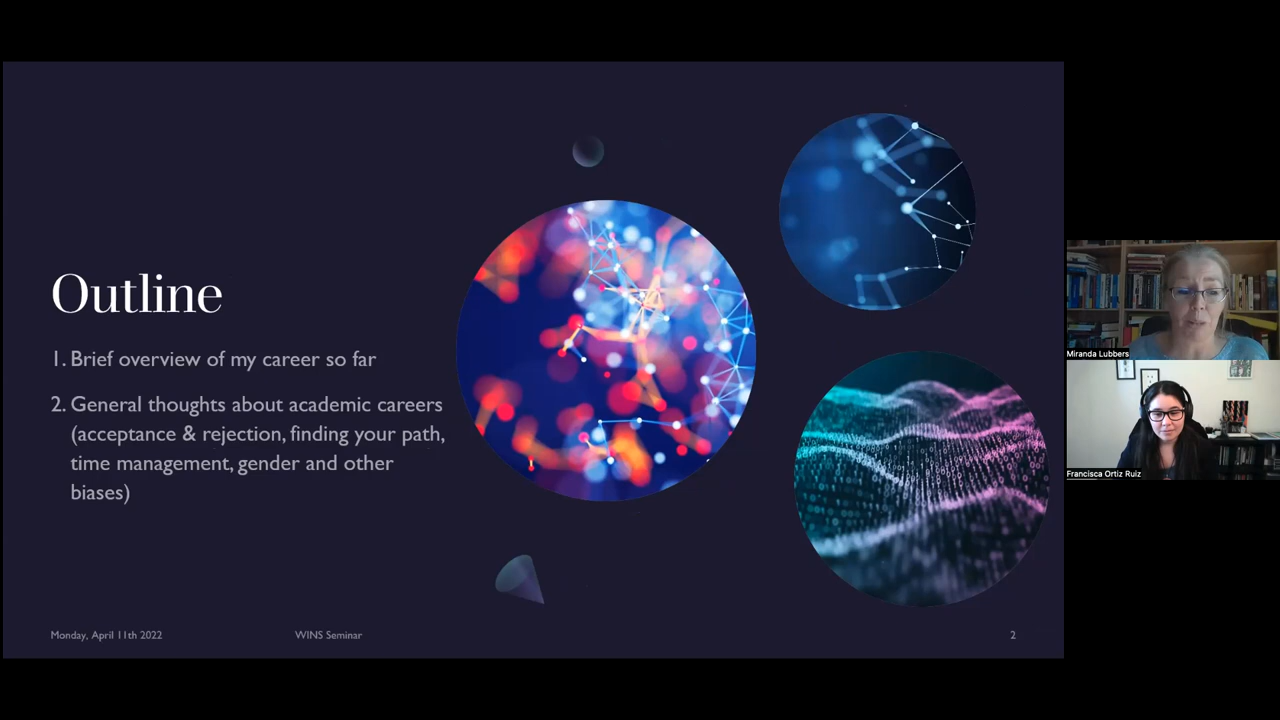 Outline
1. Brief overview of my career so far
2. General thoughts about academic careers
(acceptance & rejection, finding your path,
time management, gender and other
biases)
Monday, April 11th 2022
WINS Seminar
2
Miranda Lubbers
Francisca Ortiz Ruiz